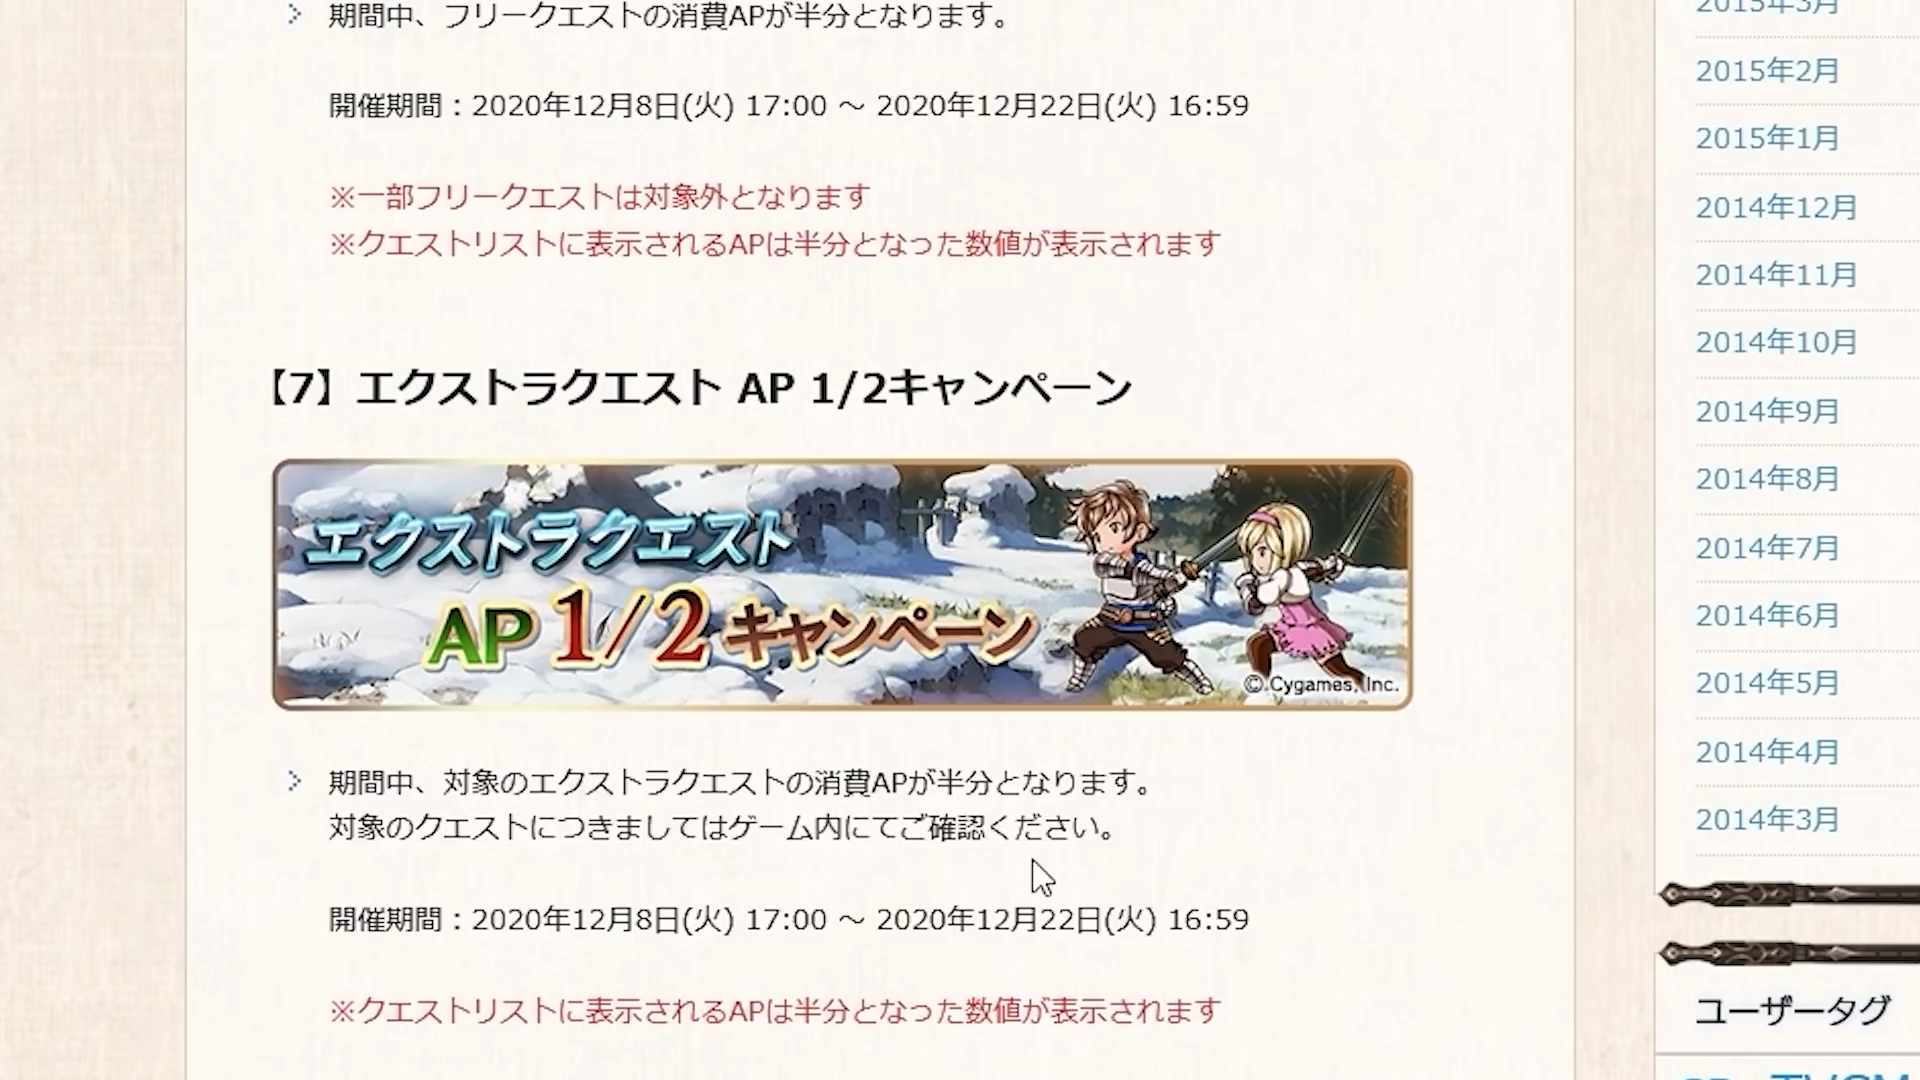 期間中、フリークエストの消費APが半分となります。
開催期間：2020年12月8日(火) 17:00 ～ 2020年12月22日(火) 16:59
※一部フリークエストは対象外となります
※クエストリストに表示されるAPは半分となった数値が表示されます
【7】エクストラクエスト AP 1/2キャンペーン
エクストラクエスト
AP 1/2 キャンペーン
© Cygames, Inc.
期間中、対象のエクストラクエストの消費APが半分となります。
対象のクエストにつきましてはゲーム内にてご確認ください。
開催期間：2020年12月8日(火) 17:00 ～ 2020年12月22日(火) 16:59
※クエストリストに表示されるAPは半分となった数値が表示されます
2015年3月
2015年2月
2015年1月
2014年12月
2014年11月
2014年10月
2014年9月
2014年8月
2014年7月
2014年6月
2014年5月
2014年4月
2014年3月
ユーザータグ